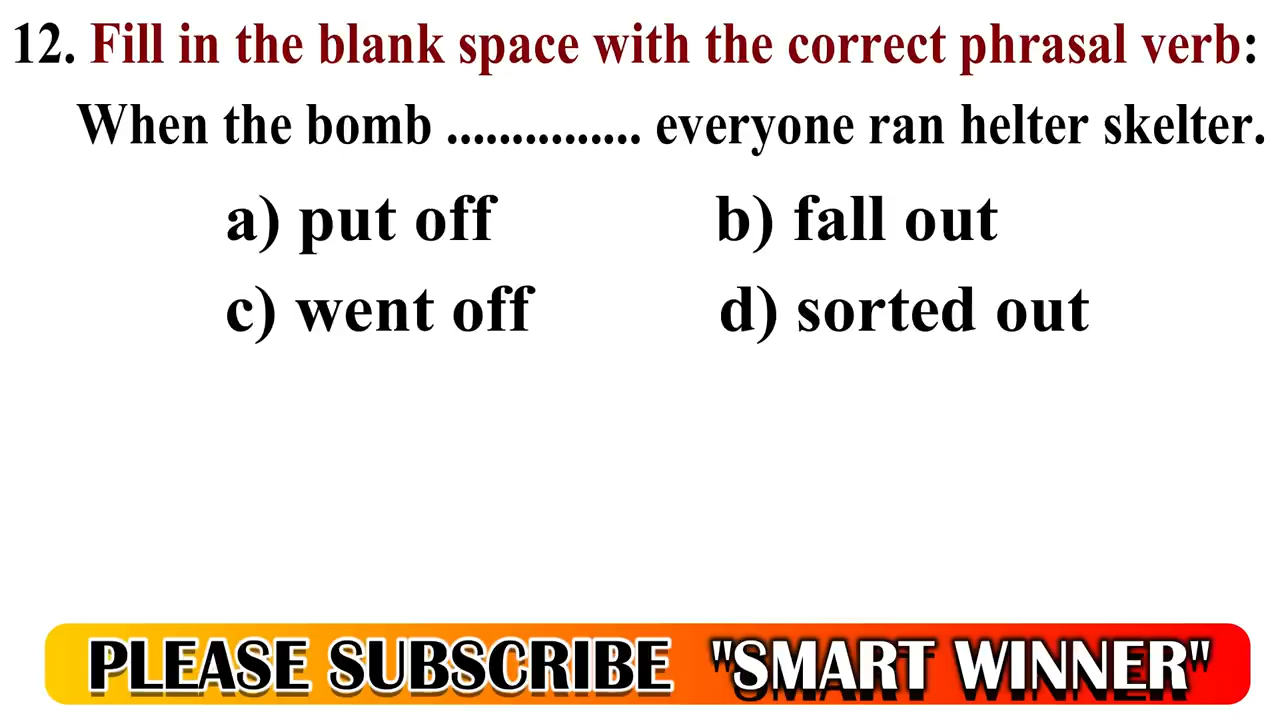 12. Fill in the blank space with the correct phrasal verb:
When the bomb ............... everyone ran helter skelter.
a) put off b) fall out
c) went off d) sorted out
PLEASE SUBSCRIBE "SMART WINNER"